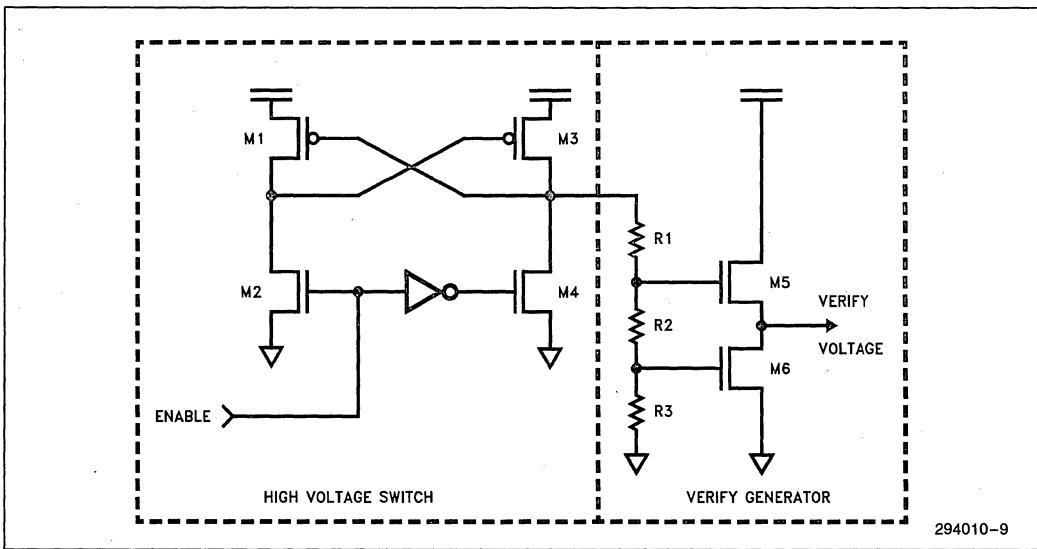 M1
M3
R1
M2
M4
M5
VERIFY
R2
VOLTAGE
M6
ENABLE
R3
HIGH VOLTAGE SWITCH
VERIFY GENERATOR
294010-9